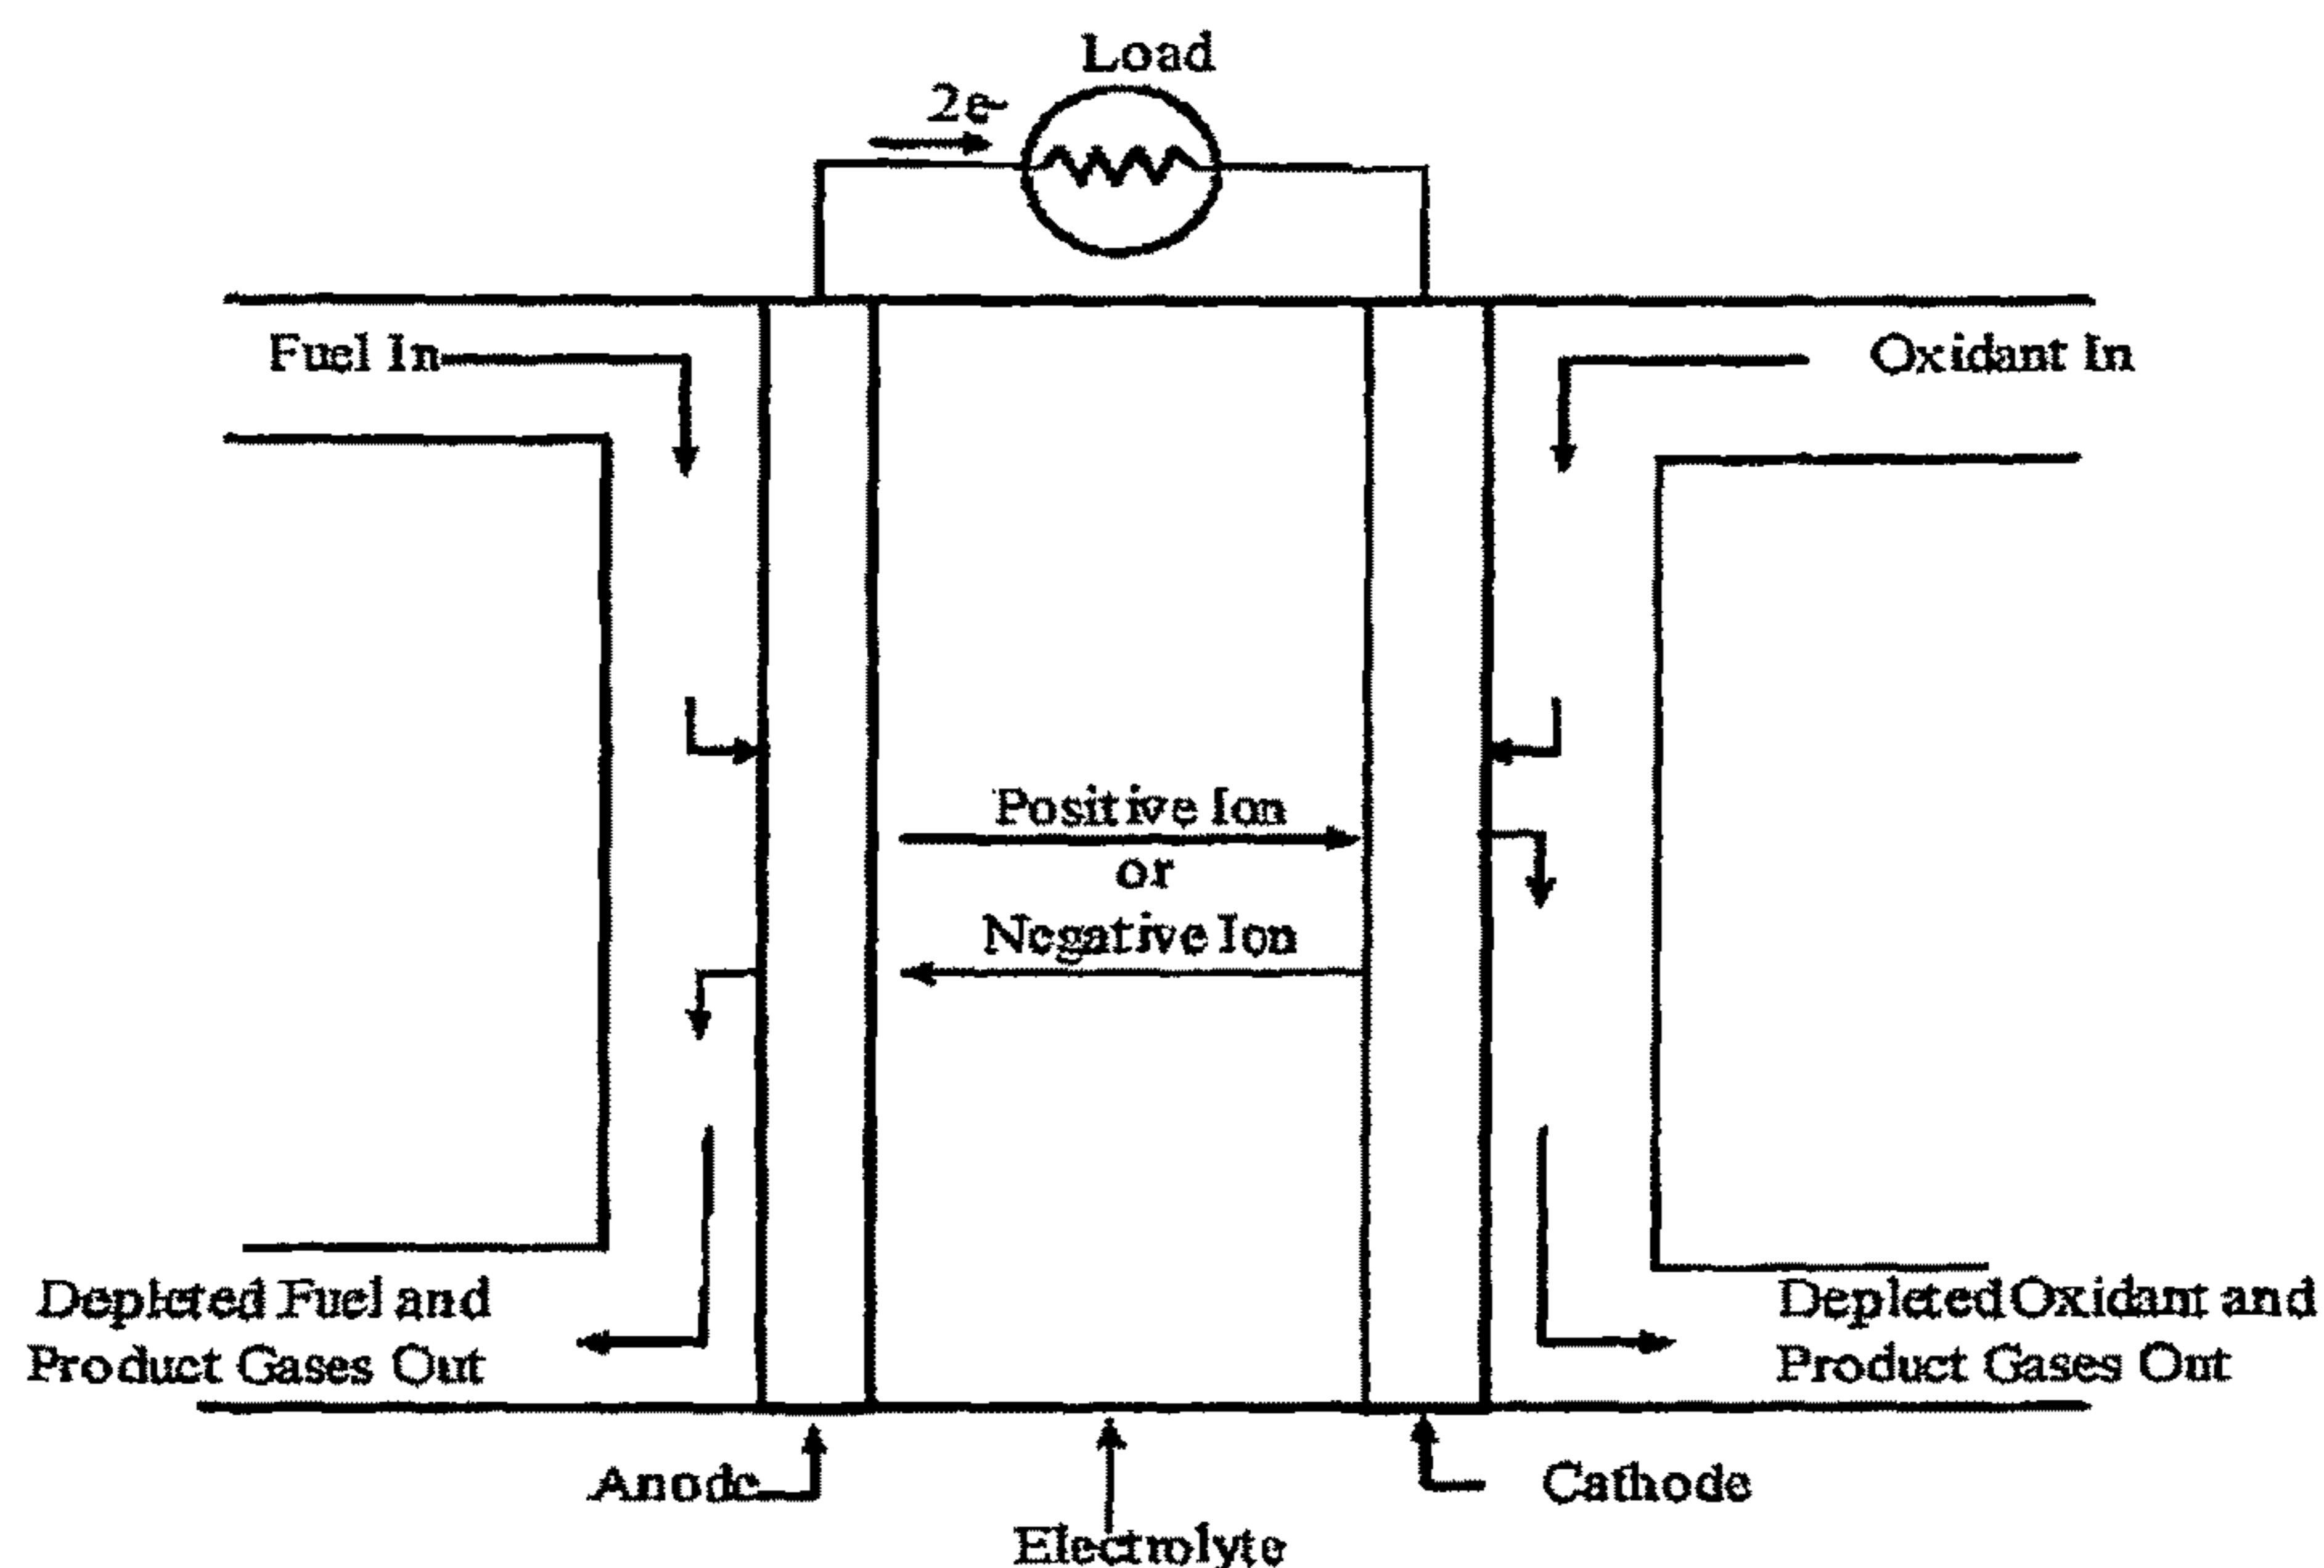 Load
2e-
Fuel In
Oxidant In
Positive Ion
or
Negative Ion
Depleted Fuel and
Product Gases Out
Depleted Oxidant and
Product Gases Out
Anode
Cathode
Electrolyte